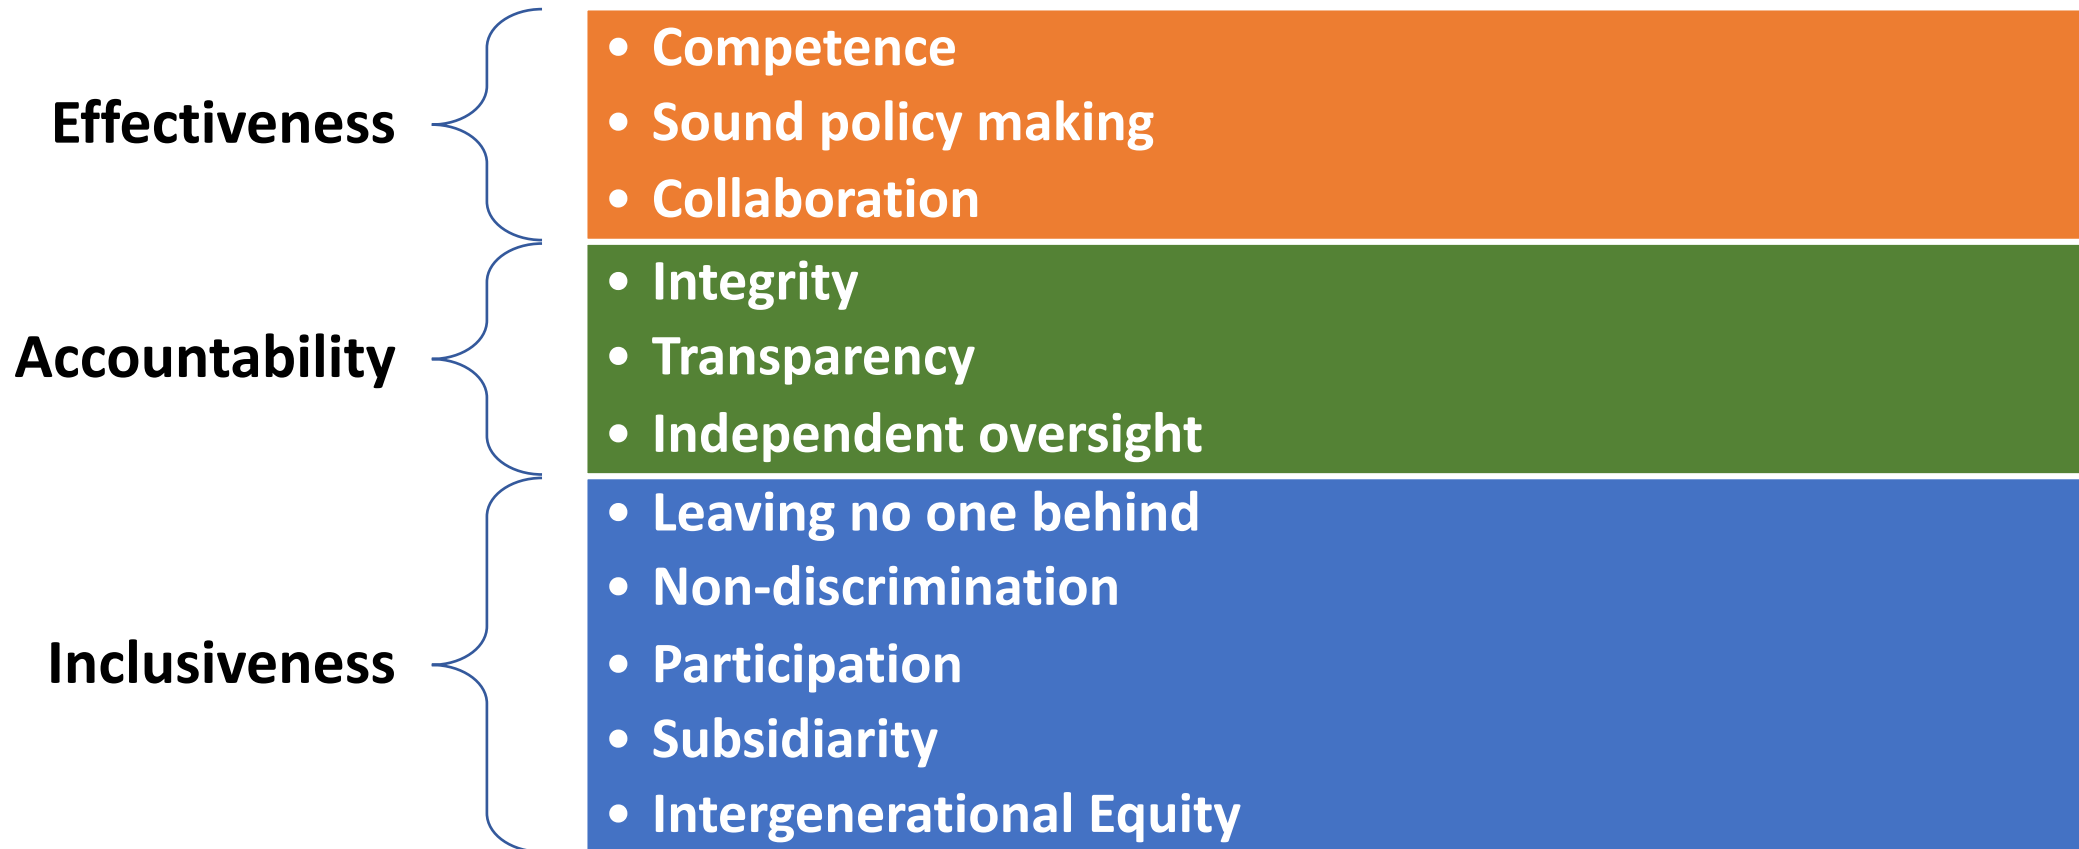 Effectiveness
• Competence
• Sound policy making
• Collaboration
Accountability
• Integrity
• Transparency
• Independent oversight
Inclusiveness
• Leaving no one behind
• Non-discrimination
• Participation
• Subsidiarity
• Intergenerational Equity